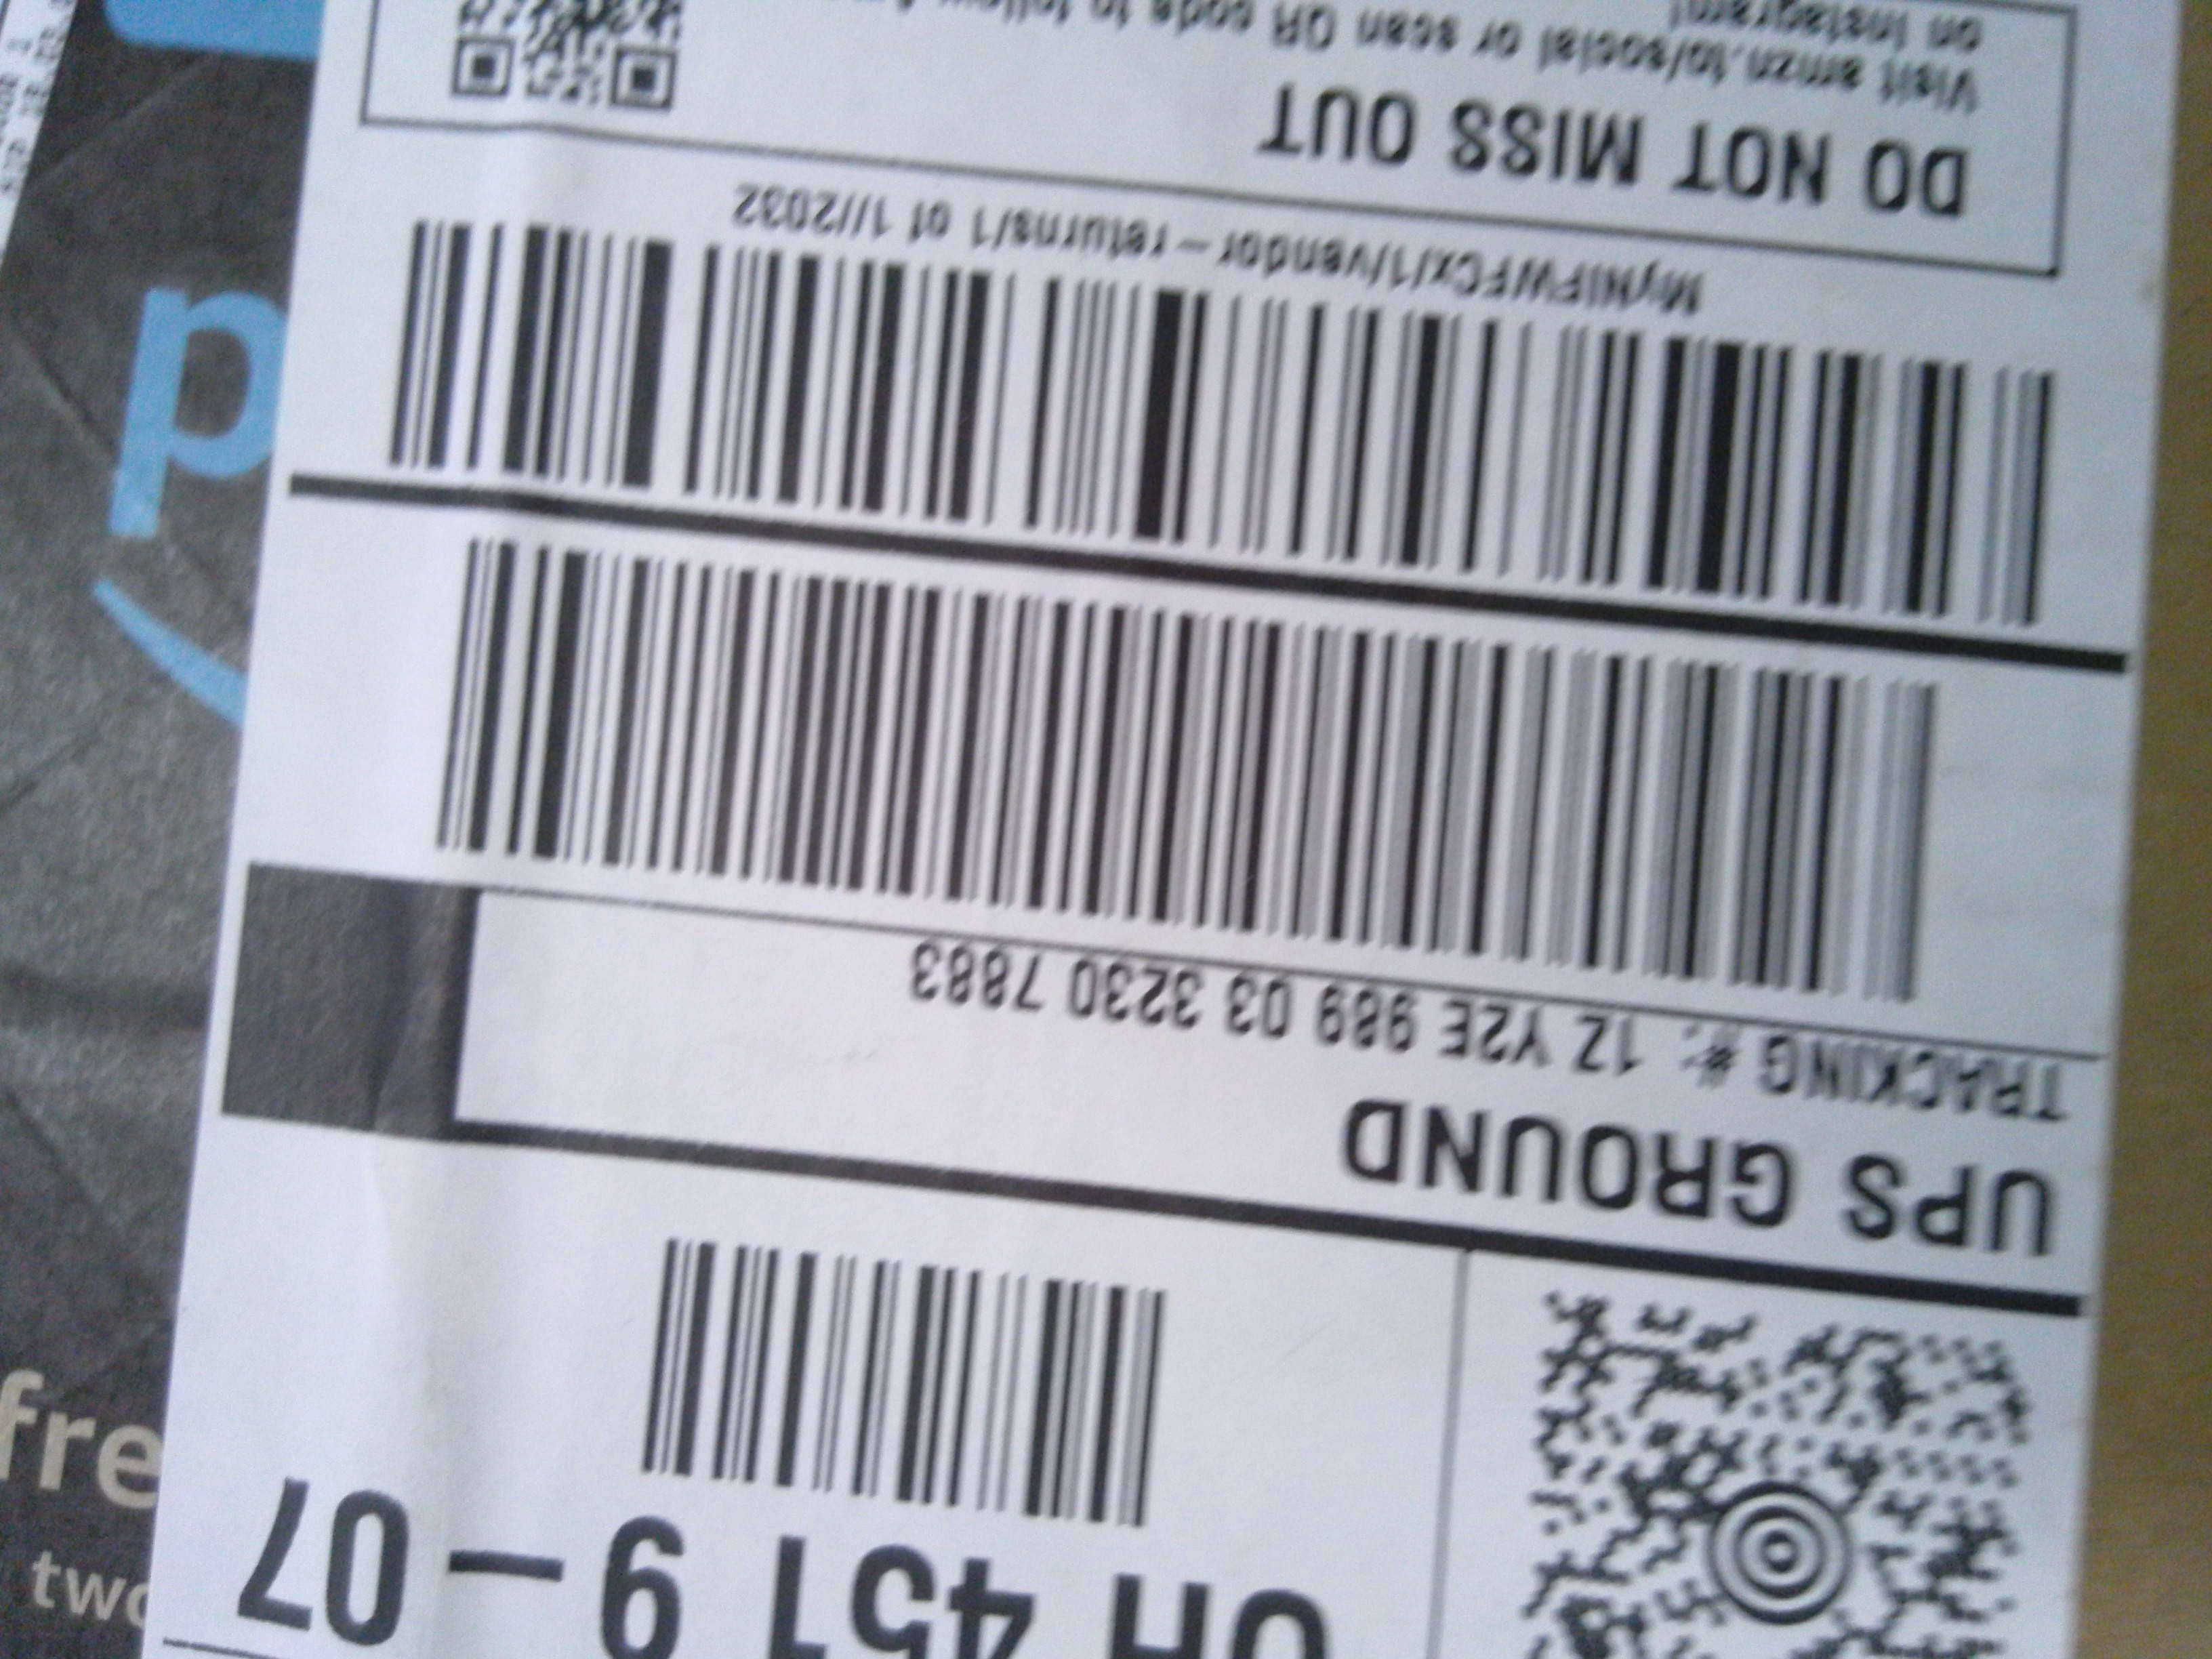 OH 451 9-07
UPS GROUND
TRACKING #: 1Z Y2E 989 03 3230 7883
MyNIFWFCx/1/vendor-returns/1 of 1//2032
DO NOT MISS OUT
Visit amzn.to/social or scan QR code to follow
on Instagram!
p
fre
two